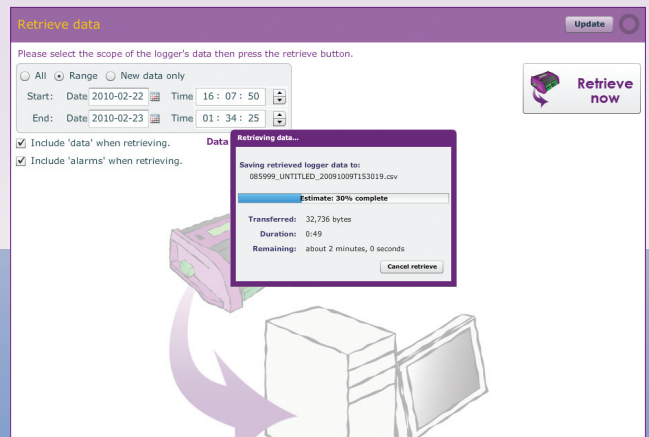 Retrieve data
Update
Please select the scope of the logger's data then press the retrieve button.
All Range New data only
Start: Date 2010-02-22 Time 16 : 07 : 50
End: Date 2010-02-23 Time 01 : 34 : 25
Retrieve now
Include 'data' when retrieving. Data
Include 'alarms' when retrieving.
Retrieving data...
Saving retrieved logger data to:
085999_UNTITLED_20091009T153019.csv
Estimate: 30% complete
Transferred: 32,736 bytes
Duration: 0:49
Remaining: about 2 minutes, 0 seconds
Cancel retrieve